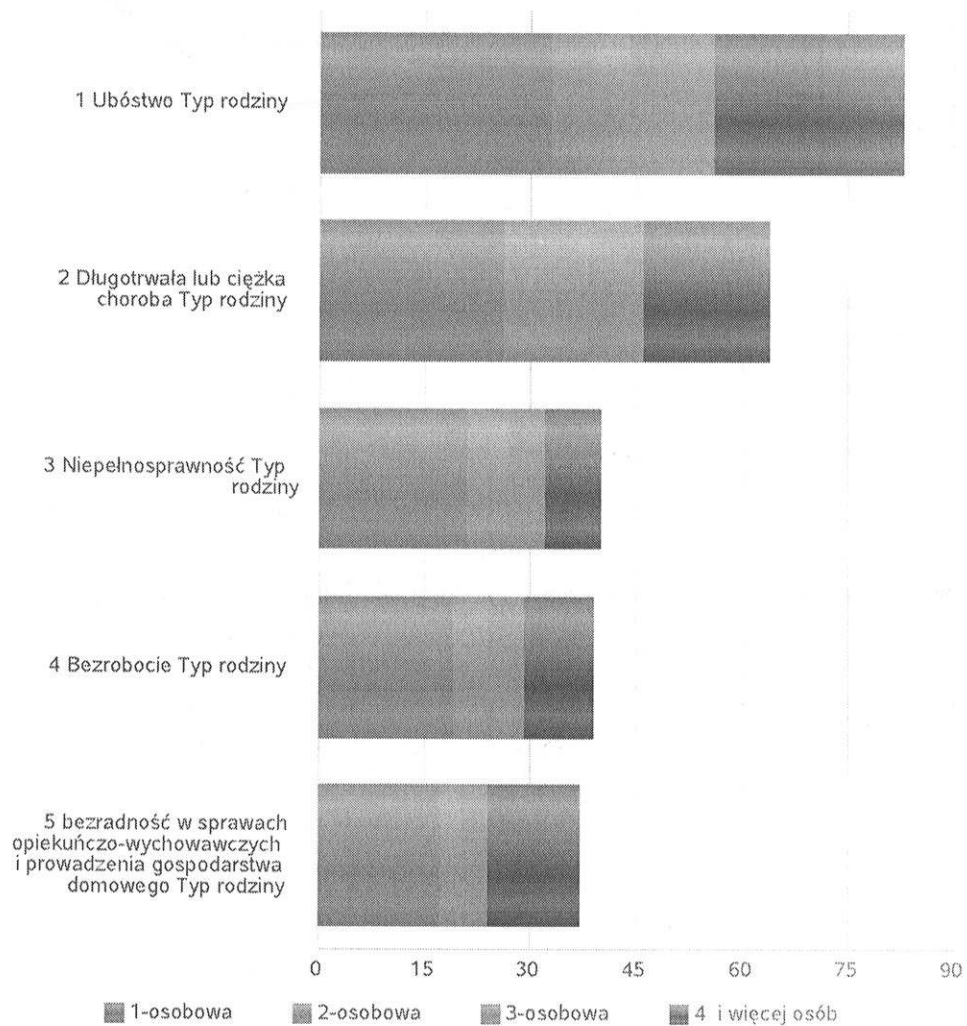 1 Ubóstwo Typ rodziny
2 Długotrwała lub ciężka
choroba Typ rodziny
3 Niepełnosprawność Typ
rodziny
4 Bezrobocie Typ rodziny
5 bezradność w sprawach
opiekuńczo-wychowawczych
i prowadzenia gospodarstwa
domowego Typ rodziny
0 15 30 45 60 75 90
1-osobowa 2-osobowa 3-osobowa 4 i więcej osób